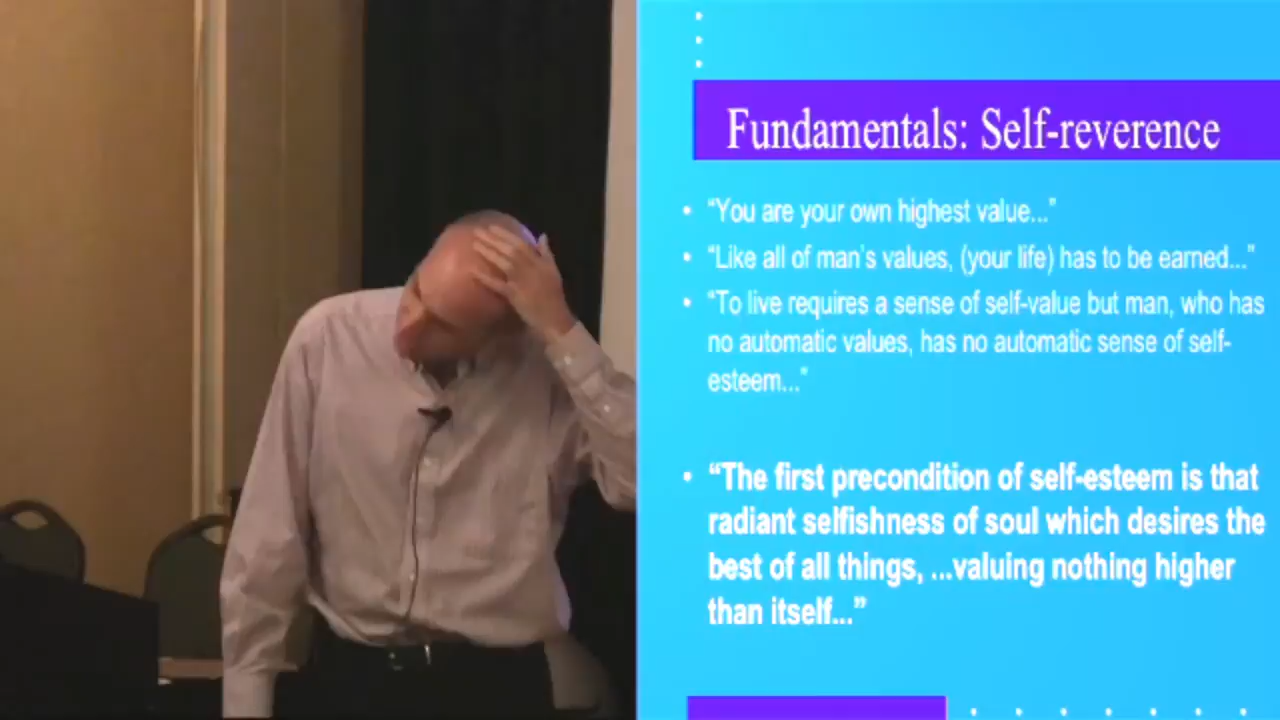 Fundamentals: Self-reverence
• “You are your own highest value...”
• “Like all of man’s values, (your life) has to be earned...”
• “To live requires a sense of self-value but man, who has
no automatic values, has no automatic sense of self-
esteem...”
• “The first precondition of self-esteem is that
radiant selfishness of soul which desires the
best of all things, ...valuing nothing higher
than itself...”